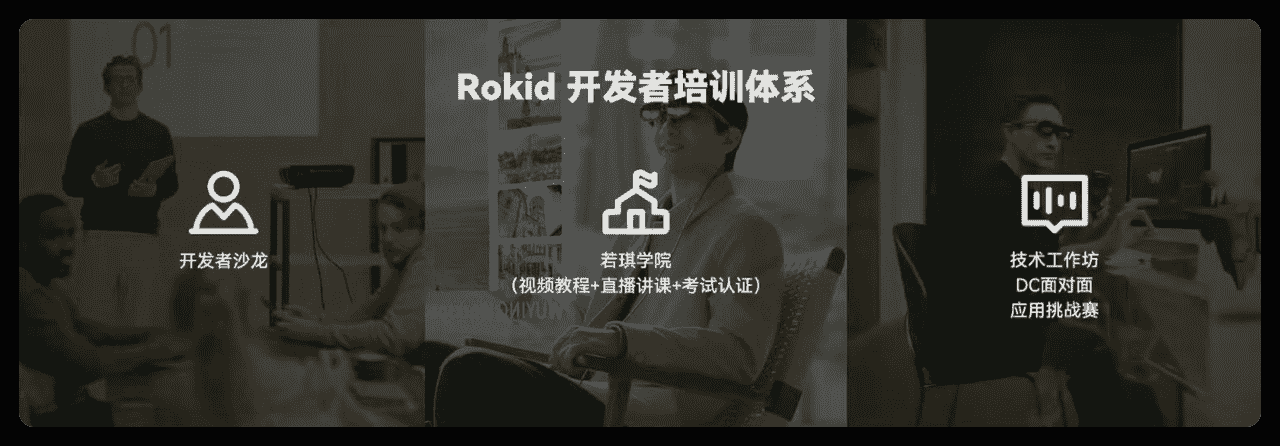 01
Rokid 开发者培训体系
开发者沙龙
若琪学院
（视频教程+直播讲课+考试认证）
技术工作坊
DC面对面
应用挑战赛